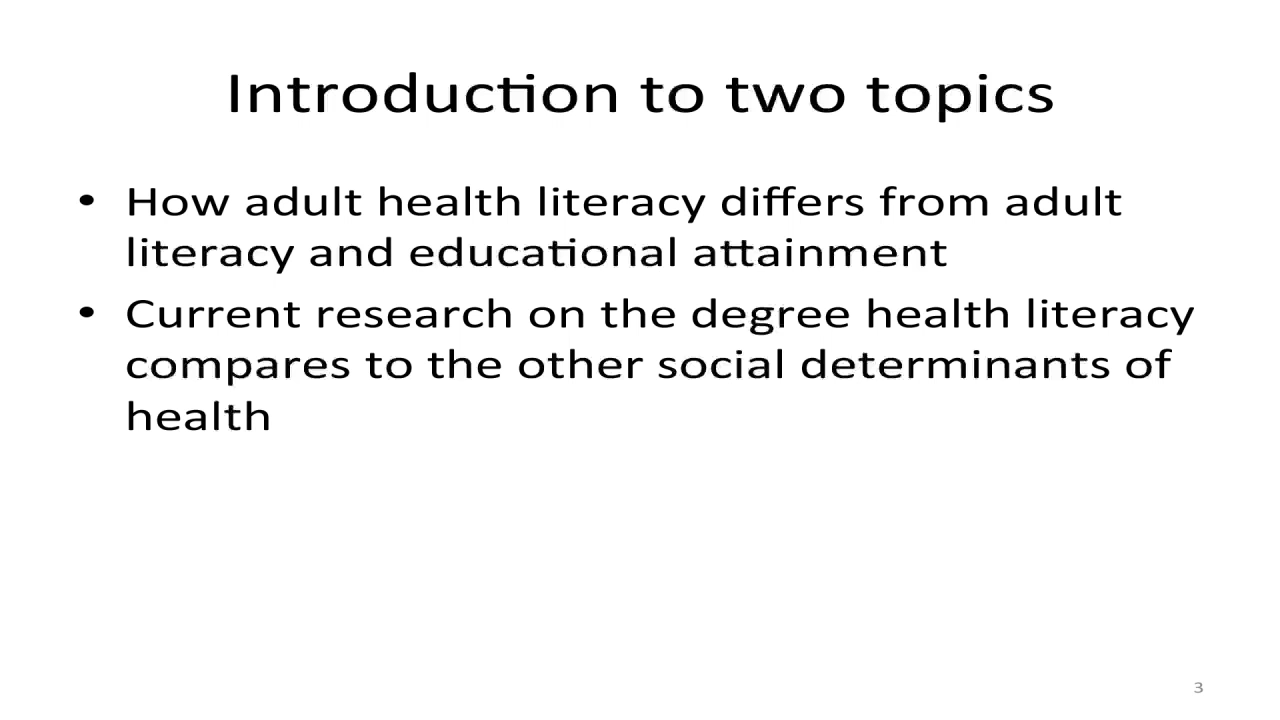 Introduction to two topics
• How adult health literacy differs from adult
literacy and educational attainment
• Current research on the degree health literacy
compares to the other social determinants of
health
3